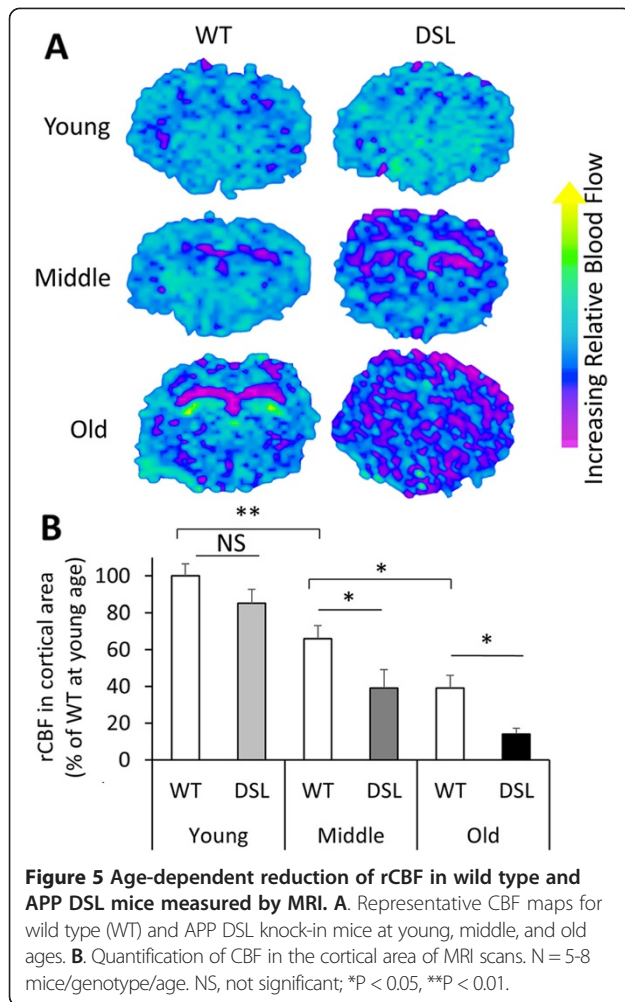 WT DSL
A
Young
Middle
Old
Increasing Relative Blood Flow
B
**
NS
*
*
*
rCBF in cortical area
(% of WT at young age)
100
80
60
40
20
0
WT DSL WT DSL WT DSL
Young Middle Old
Figure 5 Age-dependent reduction of rCBF in wild type and
APP DSL mice measured by MRI. A. Representative CBF maps for
wild type (WT) and APP DSL knock-in mice at young, middle, and old
ages. B. Quantification of CBF in the cortical area of MRI scans. N = 5-8
mice/genotype/age. NS, not significant; *P < 0.05, **P < 0.01.